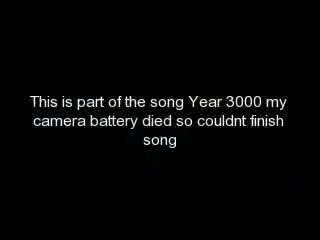 This is part of the song Year 3000 my
camera battery died so couldnt finish
song